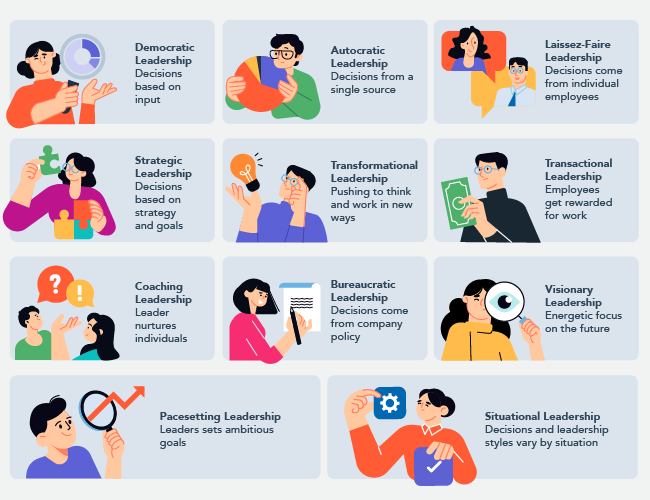 Democratic
Leadership
Decisions
based on
input
Autocratic
Leadership
Decisions from a
single source
Laissez-Faire
Leadership
Decisions come
from individual
employees
Strategic
Leadership
Decisions
based on
strategy
and goals
Transformational
Leadership
Pushing to think
and work in new
ways
Transactional
Leadership
Employees
get rewarded
for work
?
!
Coaching
Leadership
Leader
nurtures
individuals
Bureaucratic
Leadership
Decisions come
from company
policy
Visionary
Leadership
Energetic focus
on the future
Pacesetting Leadership
Leaders sets ambitious
goals
Situational Leadership
Decisions and leadership
styles vary by situation